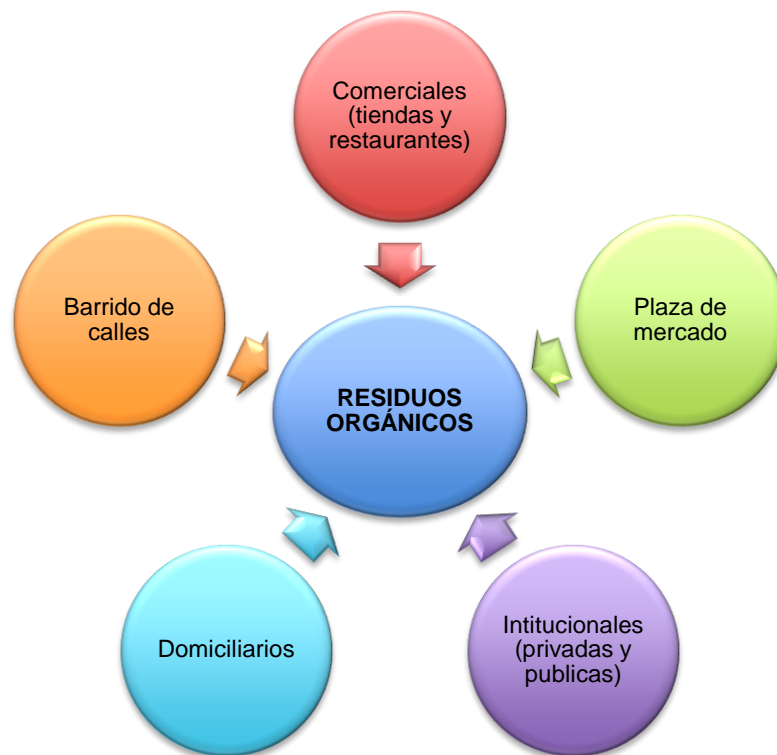 Comerciales
(tiendas y
restaurantes)
Barrido de
calles
Plaza de
mercado
RESIDUOS
ORGÁNICOS
Domiciliarios
Intitucionales
(privadas y
publicas)